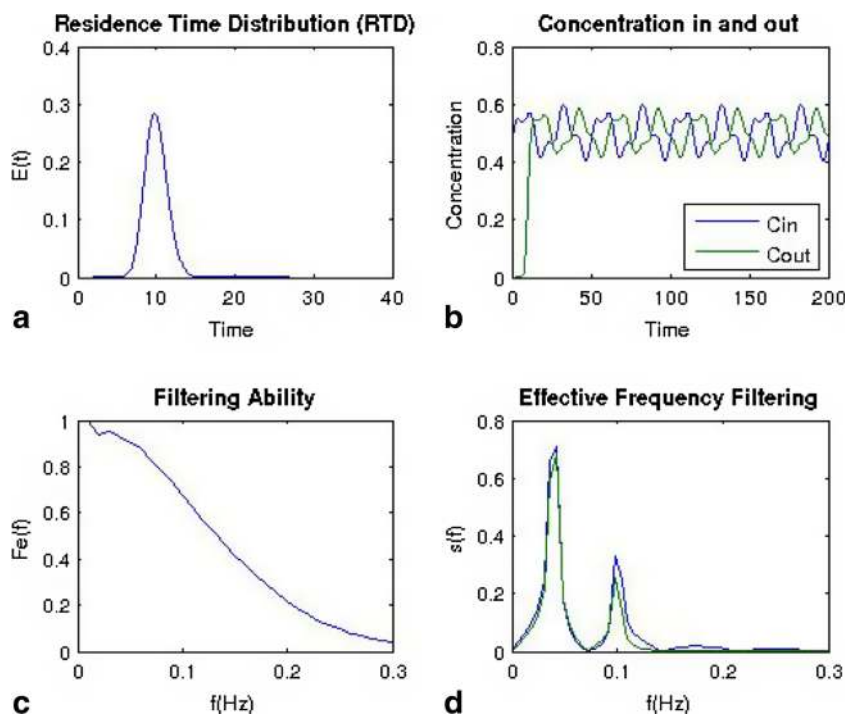 Residence Time Distribution (RTD)
0.4
0.3
0.2
0.1
0
E(t)
0 10 20 30 40
Time
a
Concentration in and out
0.8
0.6
0.4
0.2
0
Concentration
Cin
Cout
0 50 100 150 200
Time
b
Filtering Ability
1
0.8
0.6
0.4
0.2
0
Fe(f)
0 0.1 0.2 0.3
f(Hz)
c
Effective Frequency Filtering
0.8
0.6
0.4
0.2
0
s(f)
0 0.1 0.2 0.3
f(Hz)
d